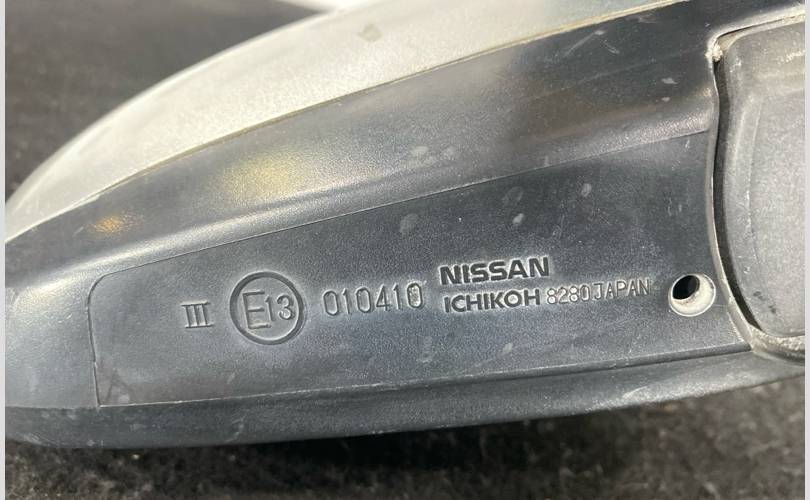 III E13 010410 NISSAN
ICHIKOH 8280 JAPAN